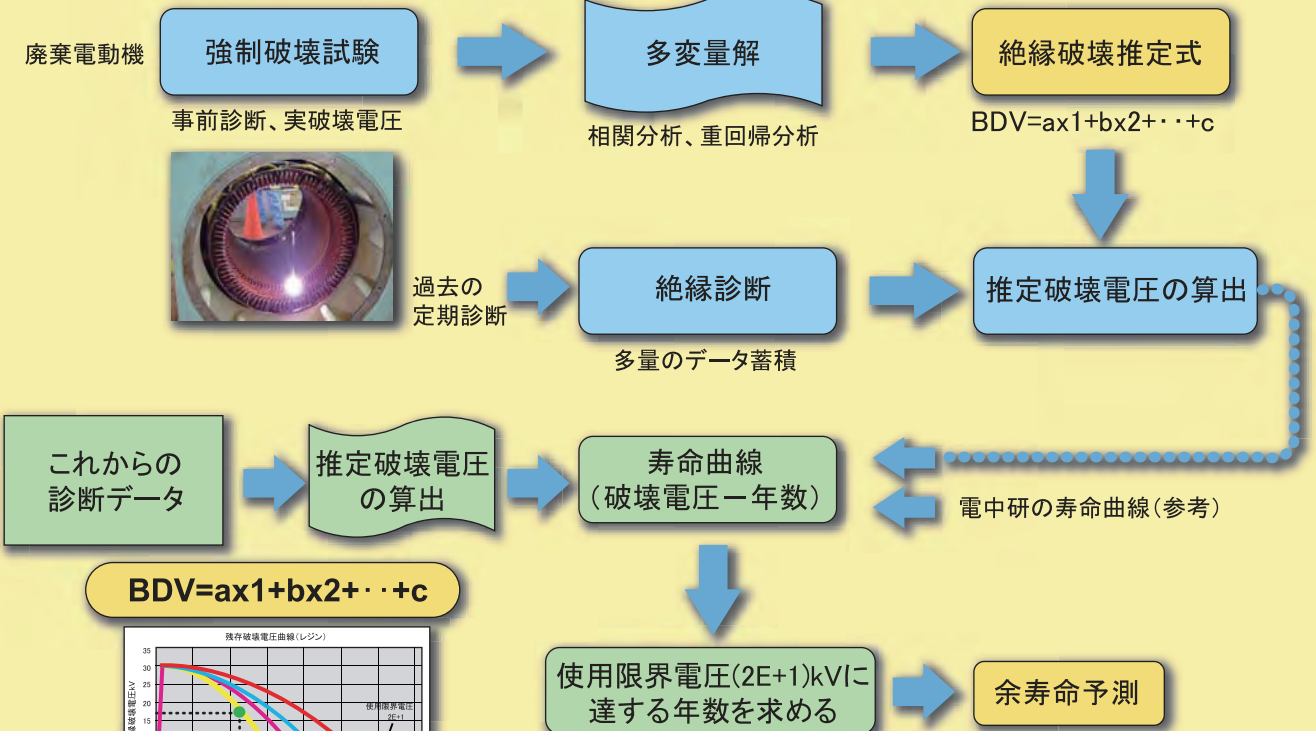 廃棄電動機
強制破壊試験
多変量解
絶縁破壊推定式
事前診断、実破壊電圧
相関分析、重回帰分析
BDV=ax1+bx2+‥+c
過去の
定期診断
絶縁診断
推定破壊電圧の算出
多量のデータ蓄積
これからの
診断データ
推定破壊電圧
の算出
寿命曲線
(破壊電圧ー年数)
電中研の寿命曲線(参考)
BDV=ax1+bx2+‥+c
残存破壊電圧曲線(レジン)
35
30
25
20
15
破壊電圧kV
使用限界電圧
2E+1
使用限界電圧(2E+1)kVに
達する年数を求める
余寿命予測